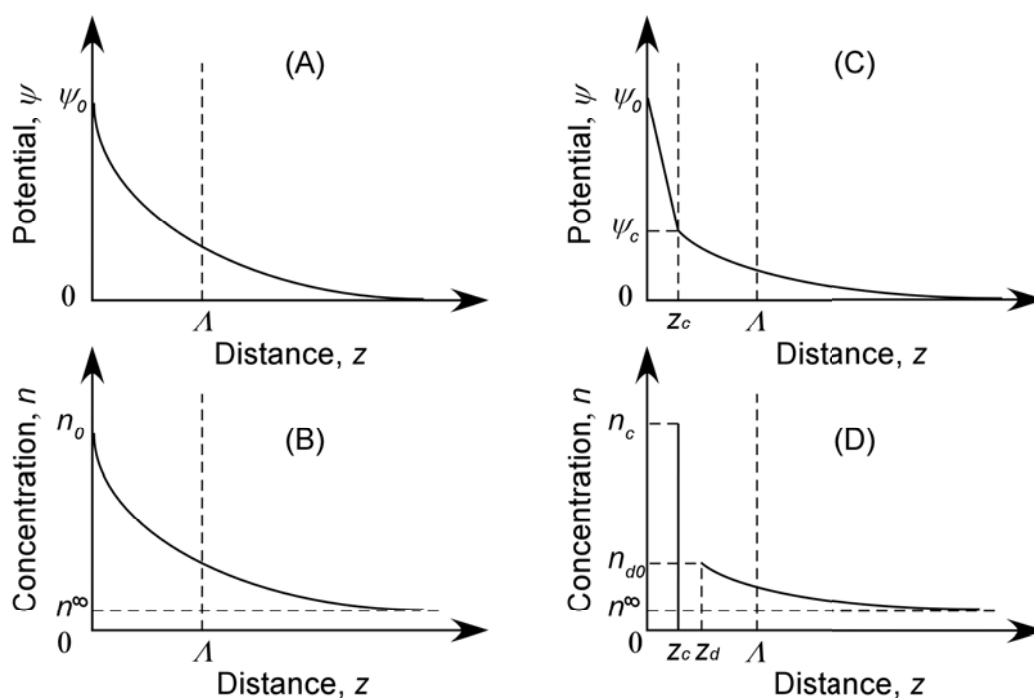 (A)
Potential, ψ
ψ0
0
Λ
Distance, z
(B)
Concentration, n
n0
n∞
0
Λ
Distance, z
(C)
Potential, ψ
ψ0
ψc
0
zc
Λ
Distance, z
(D)
Concentration, n
nc
nd0
n∞
0
zc
zd
Λ
Distance, z